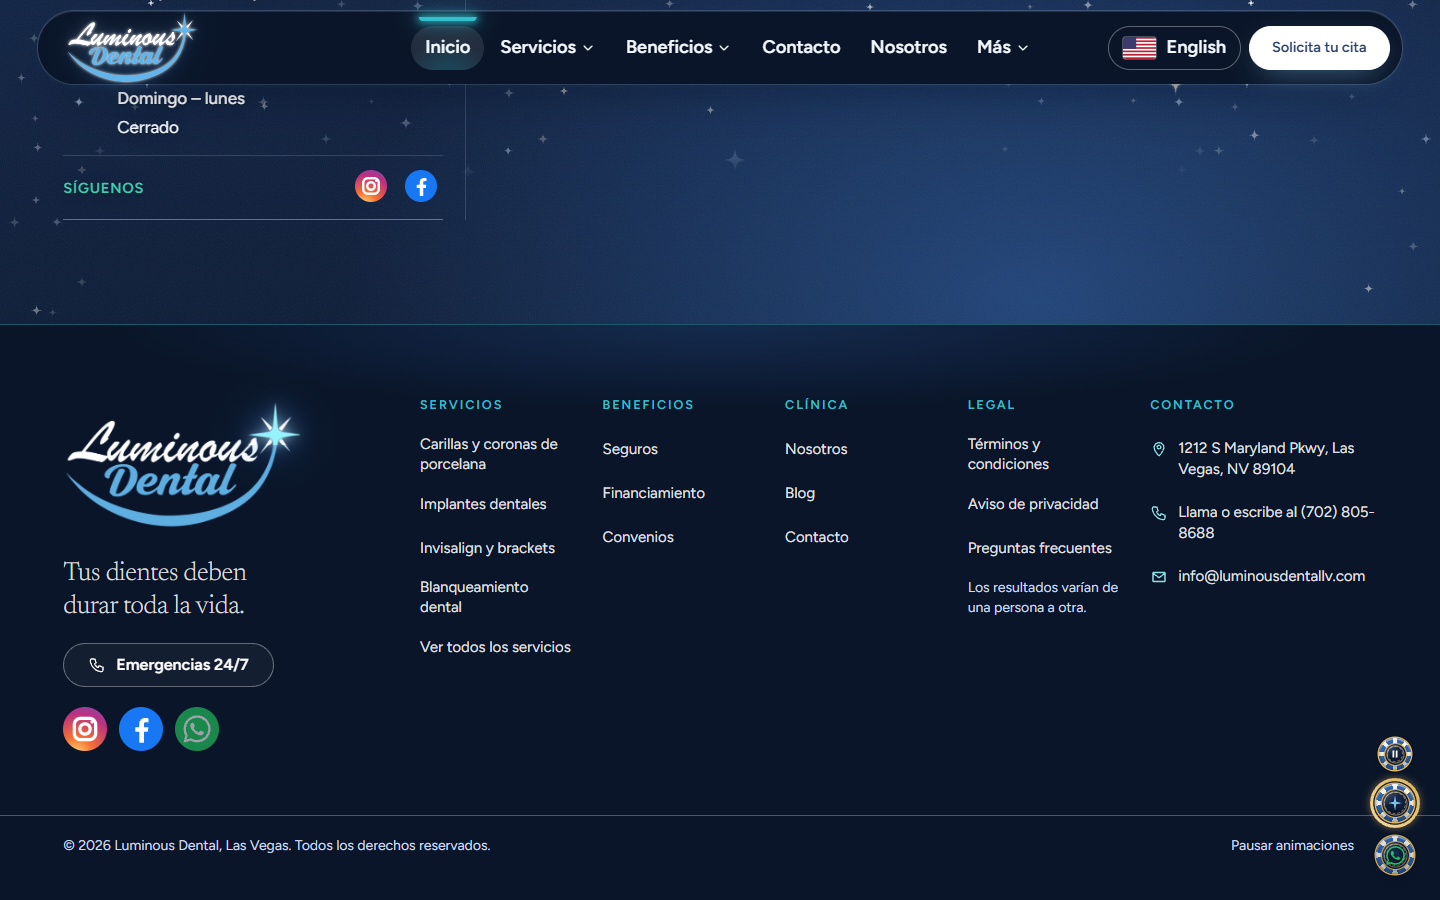 Luminous
Dental
Inicio
Servicios
Beneficios
Contacto
Nosotros
Más
English
Solicita tu cita
Domingo – lunes
Cerrado
SÍGUENOS
Luminous
Dental
Tus dientes deben
durar toda la vida.
Emergencias 24/7
SERVICIOS
Carillas y coronas de
porcelana
Implantes dentales
Invisalign y brackets
Blanqueamiento
dental
Ver todos los servicios
BENEFICIOS
Seguros
Financiamiento
Convenios
CLÍNICA
Nosotros
Blog
Contacto
LEGAL
Términos y
condiciones
Aviso de privacidad
Preguntas frecuentes
Los resultados varían de
una persona a otra.
CONTACTO
1212 S Maryland Pkwy, Las
Vegas, NV 89104
Llama o escribe al (702) 805-
8688
info@luminousdentallv.com
© 2026 Luminous Dental, Las Vegas. Todos los derechos reservados.
Pausar animaciones